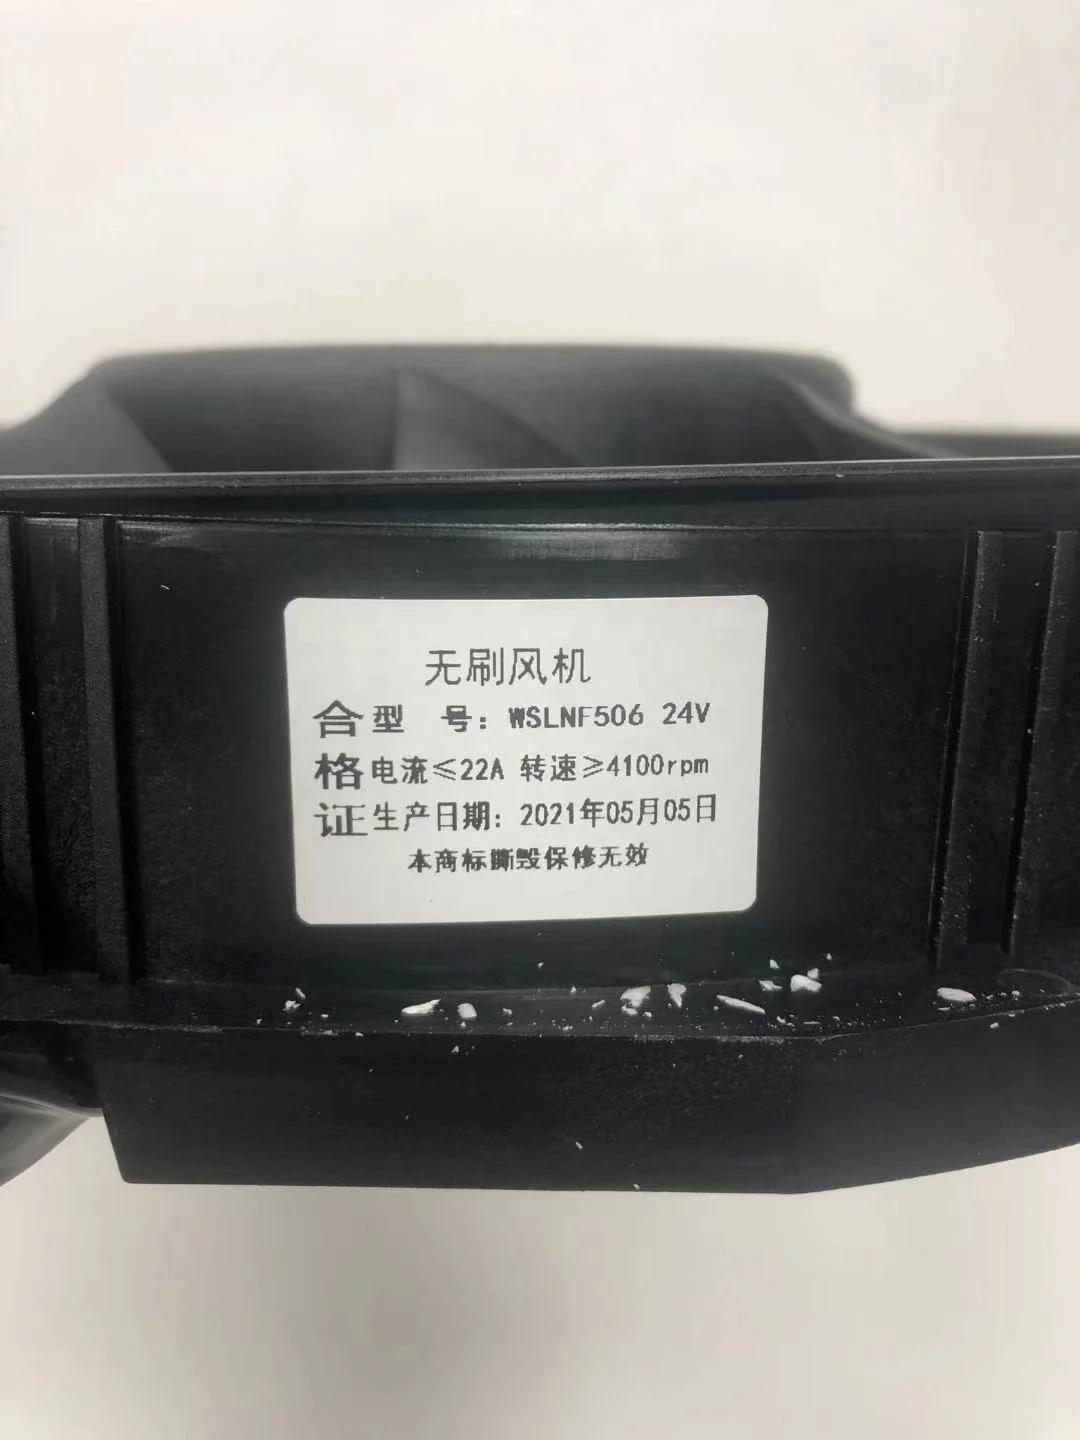 无刷风机
合 型 号: WSLNF506 24V
格 电流≤22A 转速≥4100rpm
证 生产日期: 2021年05月05日
本商标撕毁保修无效